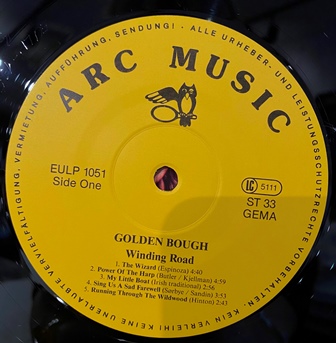 VERMIETUNG, AUFFÜHRUNG, SENDUNG! - ALLE URHEBER- UND LEISTUNGSSCHUTZRECHTE VORBEHALTEN. KEIN VERLEIH! KEINE UNERLAUBTE VERVIELFÄLTIGUNG,
ARC MUSIC
EULP 1051
Side One
LC 5111
ST 33
GEMA
GOLDEN BOUGH
Winding Road
1. The Wizard (Espinoza) 4:40
2. Power Of The Harp (Butler / Kjellman) 4:59
3. My Little Boat (Irish traditional) 2:56
4. Sing Us A Sad Farewell (Sørbye / Sandin) 3:53
5. Running Through The Wildwood (Hinton) 2:43